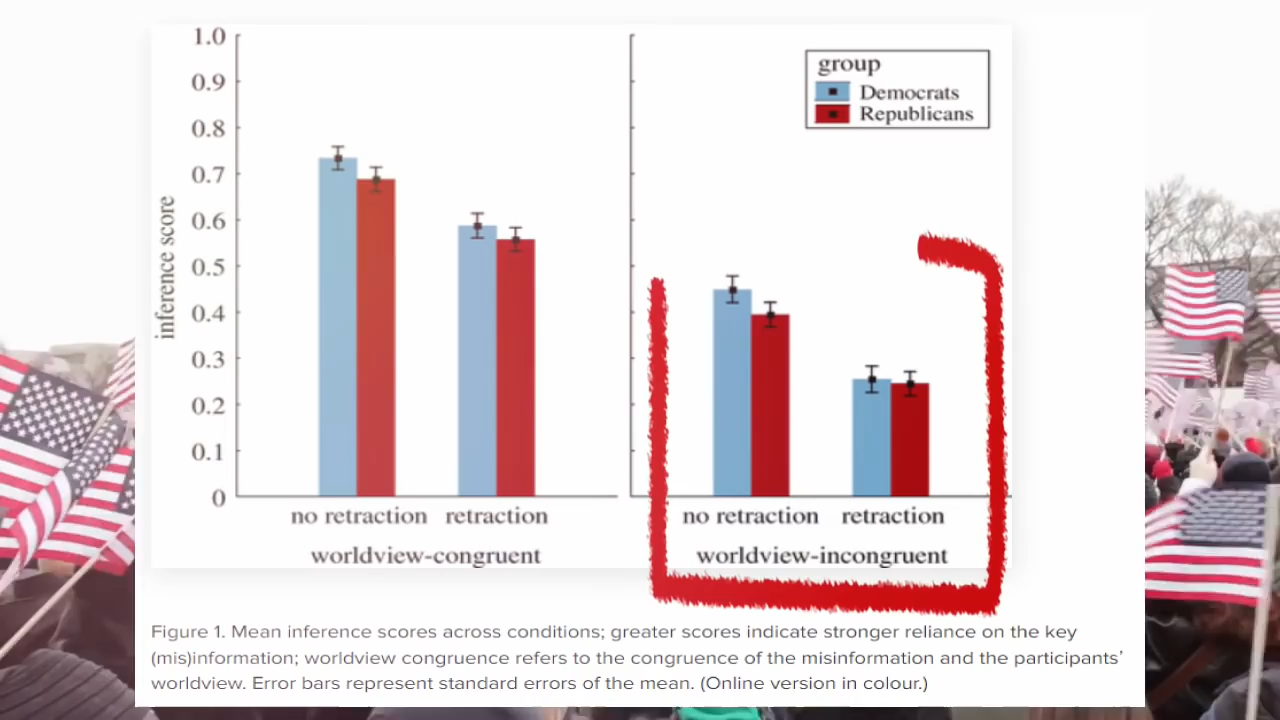 1.0
0.9
0.8
0.7
0.6
0.5
0.4
0.3
0.2
0.1
0
inference score
group
Democrats
Republicans
no retraction retraction
worldview-congruent
no retraction retraction
worldview-incongruent
Figure 1. Mean inference scores across conditions; greater scores indicate stronger reliance on the key
(mis)information; worldview congruence refers to the congruence of the misinformation and the participants’
worldview. Error bars represent standard errors of the mean. (Online version in colour.)